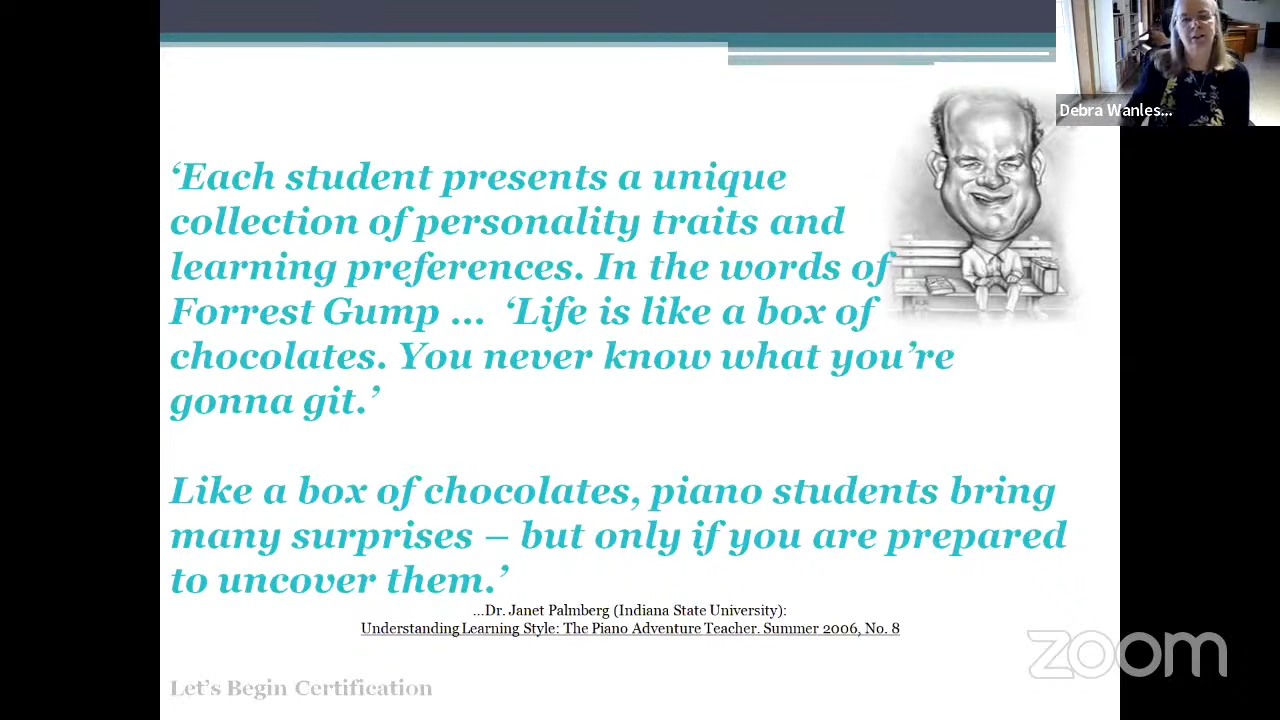 Debra Wanles...
‘Each student presents a unique
collection of personality traits and
learning preferences. In the words of
Forrest Gump ... ‘Life is like a box of
chocolates. You never know what you’re
gonna git.’
Like a box of chocolates, piano students bring
many surprises – but only if you are prepared
to uncover them.’
...Dr. Janet Palmberg (Indiana State University):
Understanding Learning Style: The Piano Adventure Teacher. Summer 2006, No. 8
zoom
Let’s Begin Certification